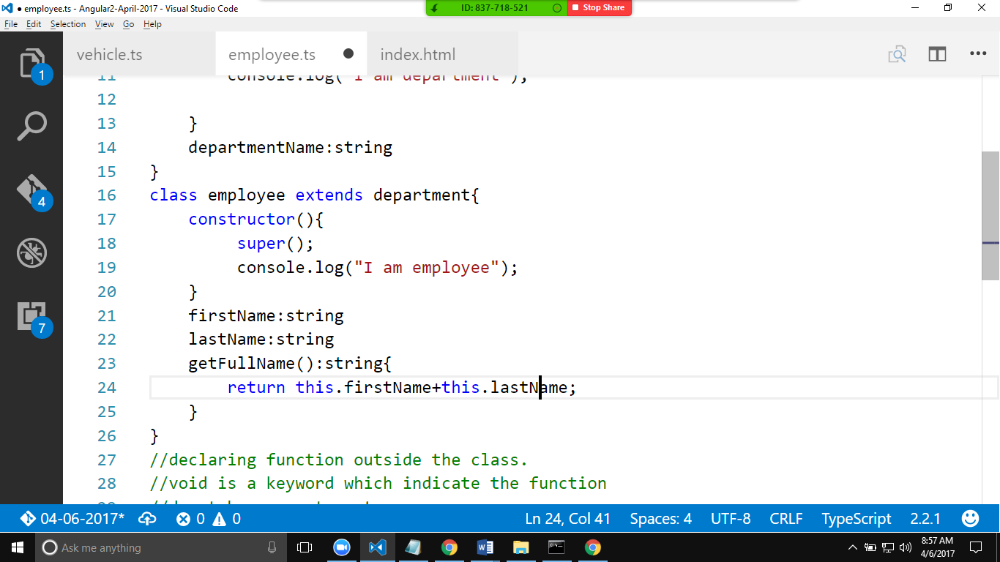 ● employee.ts - Angular2-April-2017 - Visual Studio Code
ID: 837-718-521
Stop Share
File Edit Selection View Go Help
vehicle.ts employee.ts index.html
1
4
7
11 console.log("I am department");
12
13 }
14 departmentName:string
15 }
16 class employee extends department{
17 constructor(){
18 super();
19 console.log("I am employee");
20 }
21 firstName:string
22 lastName:string
23 getFullName():string{
24 return this.firstName+this.lastName;
25 }
26 }
27 //declaring function outside the class.
28 //void is a keyword which indicate the function
04-06-2017* 0 0 Ln 24, Col 41 Spaces: 4 UTF-8 CRLF TypeScript 2.2.1
Ask me anything
8:57 AM
4/6/2017